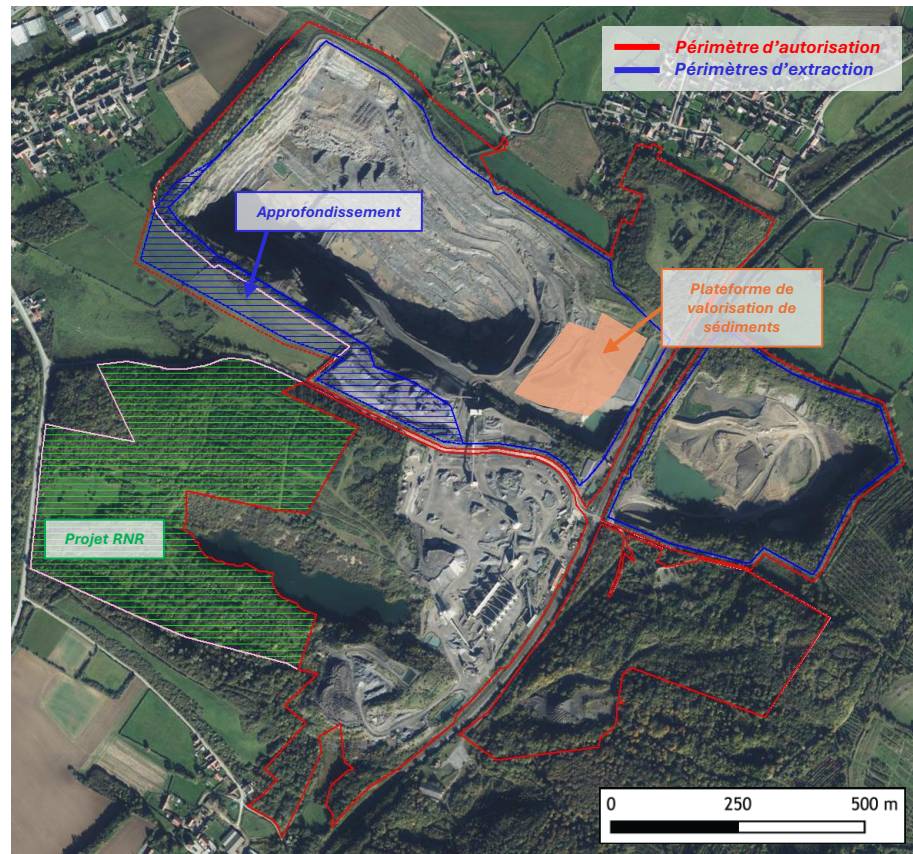 Périmètre d'autorisation
Périmètres d'extraction
Approfondissement
Plateforme de
valorisation de
sédiments
Projet RNR
0 250 500 m